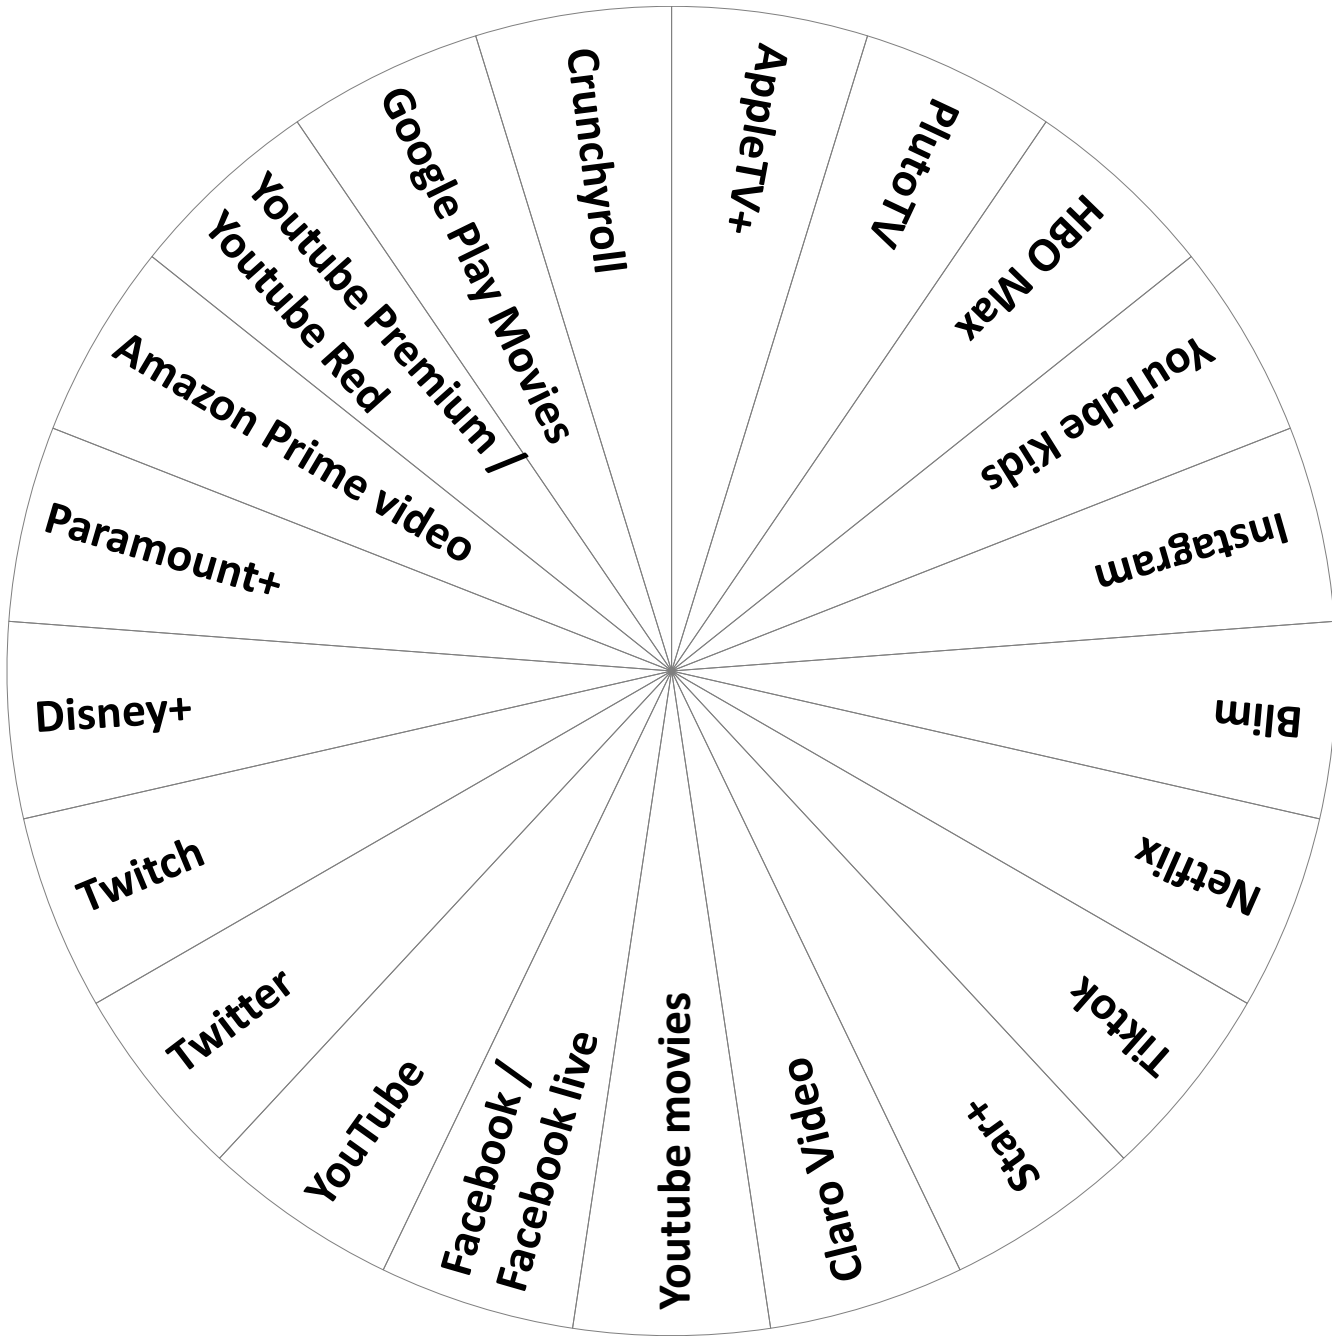 AppleTV+
PlutoTV
HBO Max
YouTube Kids
Instagram
Blim
Netflix
Tiktok
Star+
Claro Video
Youtube movies
Facebook /
Facebook live
YouTube
Twitter
Twitch
Disney+
Paramount+
Amazon Prime video
Youtube Premium /
Youtube Red
Google Play Movies
Crunchyroll